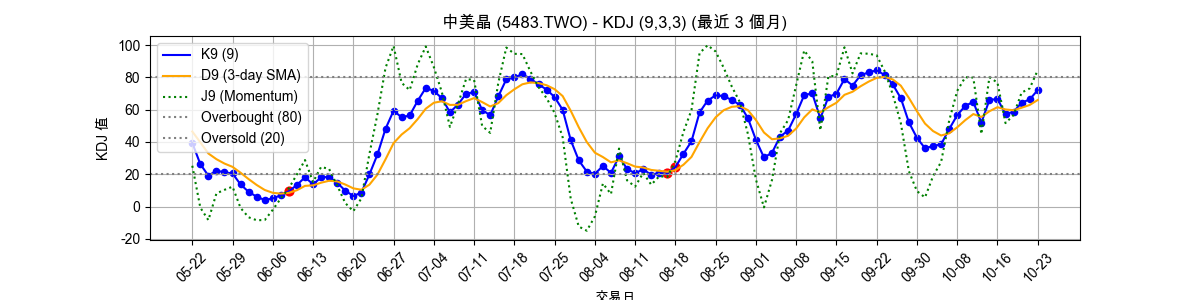 中美晶 (5483.TWO) - KDJ (9,3,3) (最近 3 個月)
K9 (9)
D9 (3-day SMA)
J9 (Momentum)
Overbought (80)
Oversold (20)
KDJ 值
100
80
60
40
20
0
-20
05-22 05-29 06-06 06-13 06-20 06-27 07-04 07-11 07-18 07-25 08-04 08-11 08-18 08-25 09-01 09-08 09-15 09-22 09-30 10-08 10-16 10-23
交易日